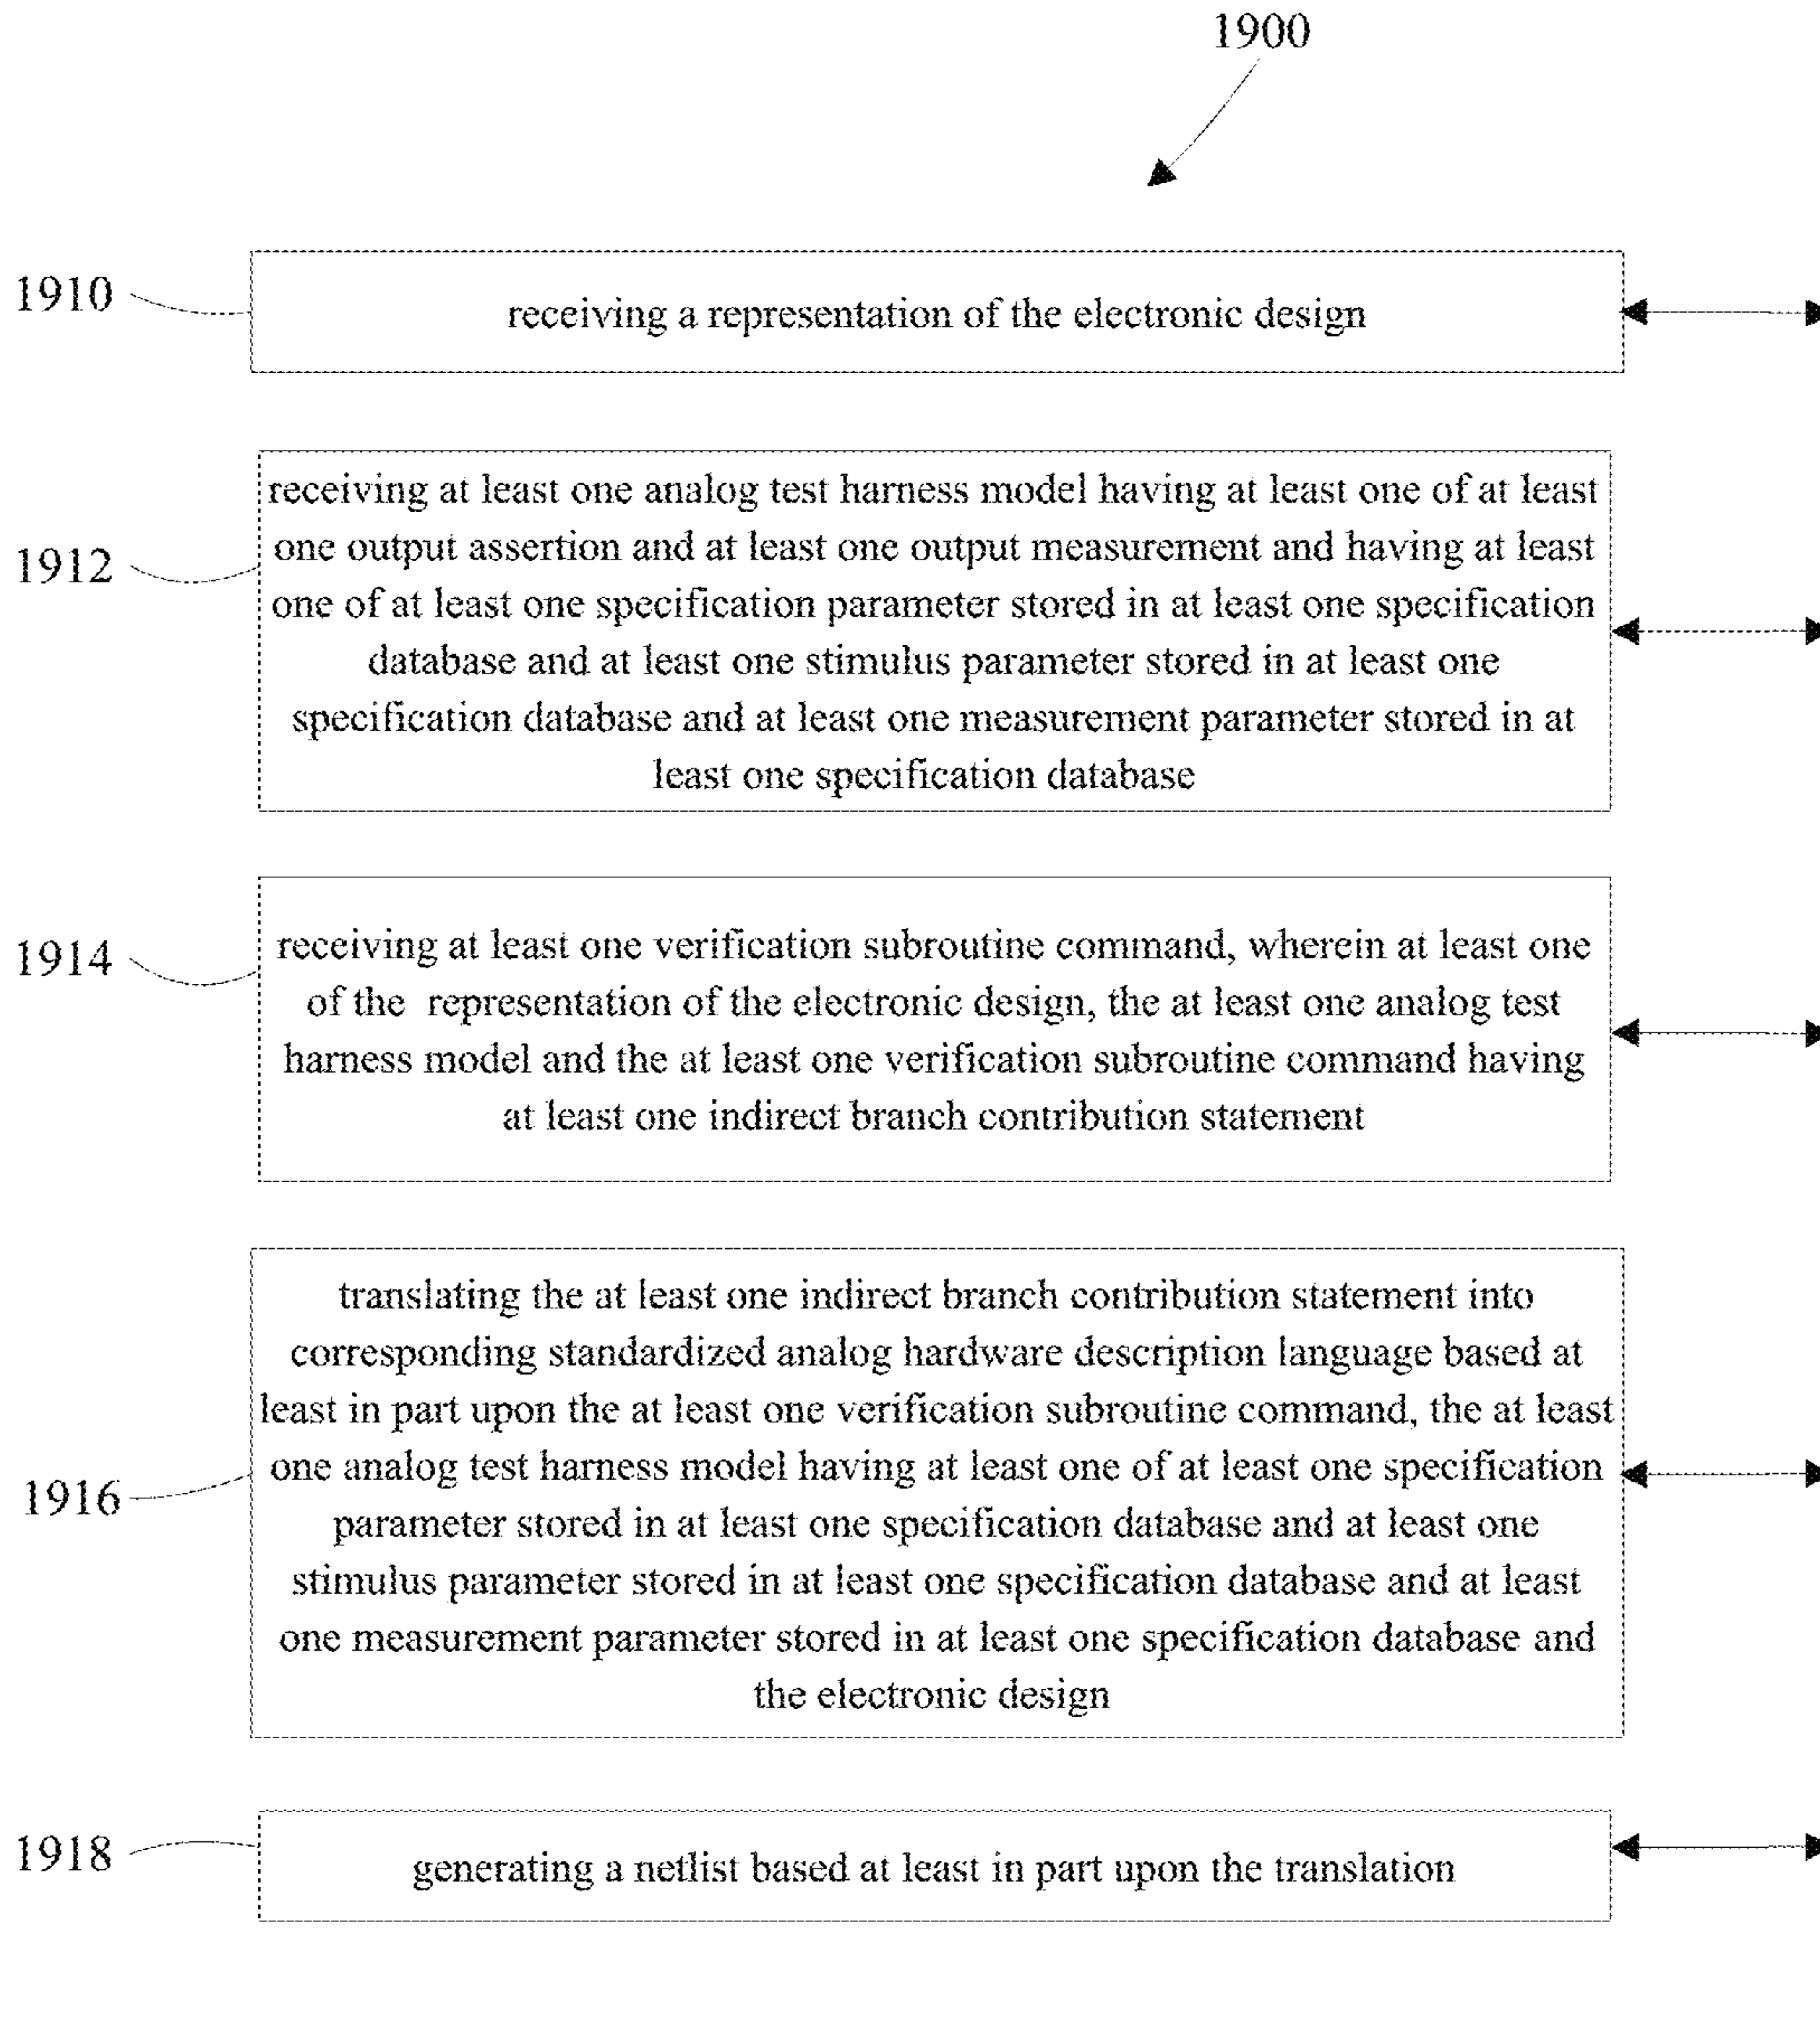 1900
1910
receiving a representation of the electronic design
1912
receiving at least one analog test harness model having at least one of at least
one output assertion and at least one output measurement and having at least
one of at least one specification parameter stored in at least one specification
database and at least one stimulus parameter stored in at least one
specification database and at least one measurement parameter stored in at
least one specification database
1914
receiving at least one verification subroutine command, wherein at least one
of the representation of the electronic design, the at least one analog test
harness model and the at least one verification subroutine command having
at least one indirect branch contribution statement
1916
translating the at least one indirect branch contribution statement into
corresponding standardized analog hardware description language based at
least in part upon the at least one verification subroutine command, the at least
one analog test harness model having at least one of at least one specification
parameter stored in at least one specification database and at least one
stimulus parameter stored in at least one specification database and at least
one measurement parameter stored in at least one specification database and
the electronic design
1918
generating a netlist based at least in part upon the translation